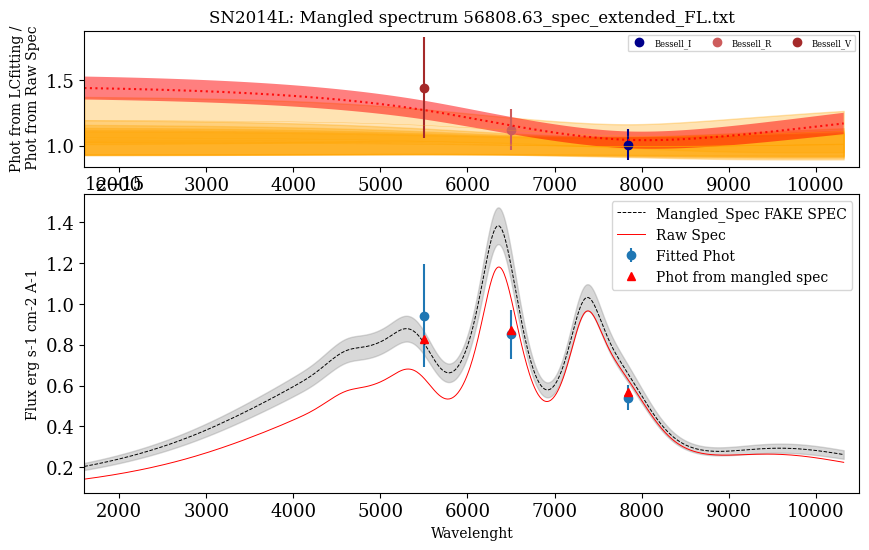 SN2014L: Mangled spectrum 56808.63_spec_extended_FL.txt
Phot from LCfitting /
Phot from Raw Spec
1.5
1.0
Bessell_I Bessell_R Bessell_V
2000 3000 4000 5000 6000 7000 8000 9000 10000
1e−15
Flux erg s-1 cm-2 A-1
1.4
1.2
1.0
0.8
0.6
0.4
0.2
Mangled_Spec FAKE SPEC
Raw Spec
Fitted Phot
Phot from mangled spec
2000 3000 4000 5000 6000 7000 8000 9000 10000
Wavelenght